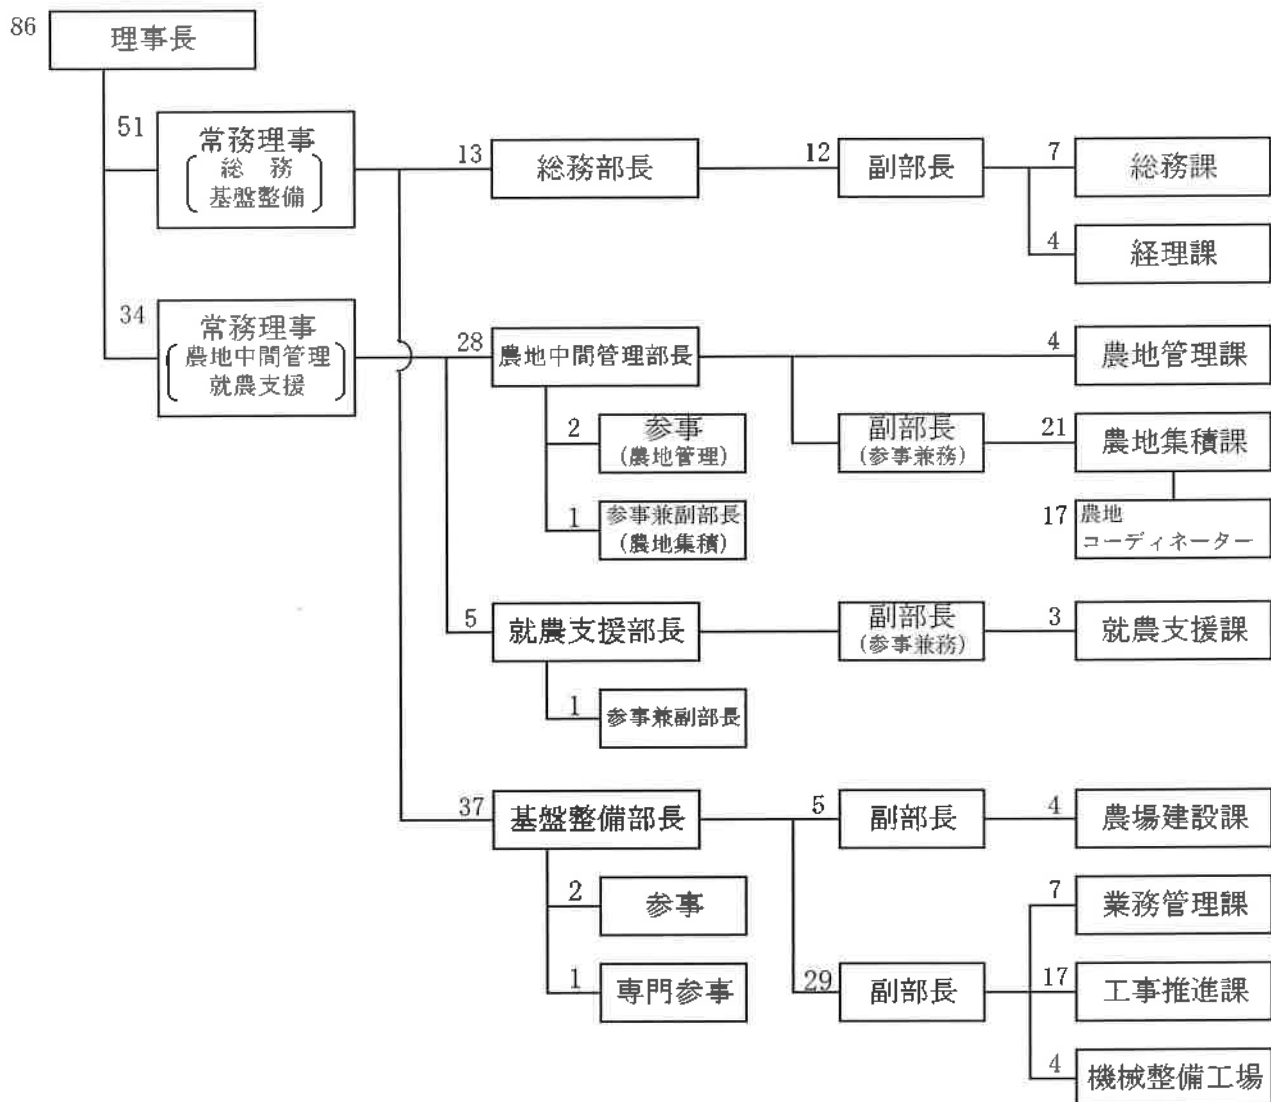 86
理事長
51
常務理事
総　務
基盤整備
13
総務部長
12
副部長
7
総務課
4
経理課
34
常務理事
農地中間管理
就農支援
28
農地中間管理部長
4
農地管理課
2
参事
(農地管理)
副部長
(参事兼務)
21
農地集積課
1
参事兼副部長
(農地集積)
17
農地
コーディネーター
5
就農支援部長
副部長
(参事兼務)
3
就農支援課
1
参事兼副部長
37
基盤整備部長
5
副部長
4
農場建設課
2
参事
7
業務管理課
1
専門参事
29
副部長
17
工事推進課
4
機械整備工場